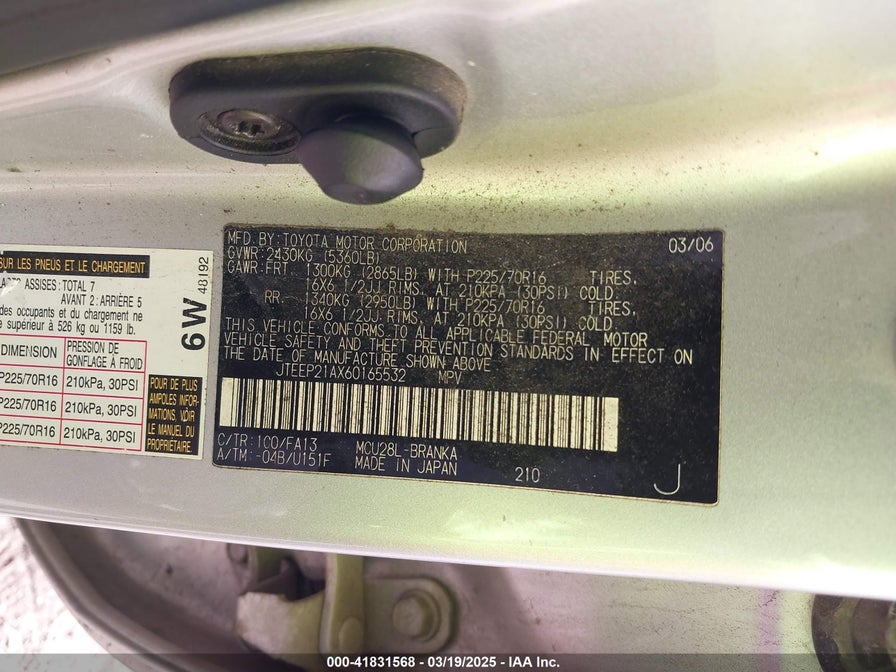 MFD.BY:TOYOTA MOTOR CORPORATION 03/06
GVWR:2430KG (5360LB)
GAWR:FRT. 1300KG (2865LB) WITH P225/70R16 TIRES,
16X6 1/2JJ RIMS, AT 210KPA (30PSI) COLD.
RR. 1340KG (2950LB) WITH P225/70R16 TIRES,
16X6 1/2JJ RIMS, AT 210KPA (30PSI) COLD.
THIS VEHICLE CONFORMS TO ALL APPLICABLE FEDERAL MOTOR
VEHICLE SAFETY AND THEFT PREVENTION STANDARDS IN EFFECT ON
THE DATE OF MANUFACTURE SHOWN ABOVE
JTEEP21AX60165532 MPV
C/TR:1C0/FA13 MCU28L-BRANKA
A/TM:-04B/U151F MADE IN JAPAN 210 J
SUR LES PNEUS ET LE CHARGEMENT
ASSISES: TOTAL 7
AVANT 2: ARRIÈRE 5
des occupants et du chargement ne
supérieur à 526 kg ou 1159 lb.
DIMENSION PRESSION DE GONFLAGE À FROID
P225/70R16 210kPa, 30PSI
P225/70R16 210kPa, 30PSI
P225/70R16 210kPa, 30PSI
POUR DE PLUS
AMPLES INFOR-
MATIONS, VOIR
LE MANUEL DU
PROPRIÉTAIRE.
6W 48192
000-41831568 - 03/19/2025 - IAA Inc.